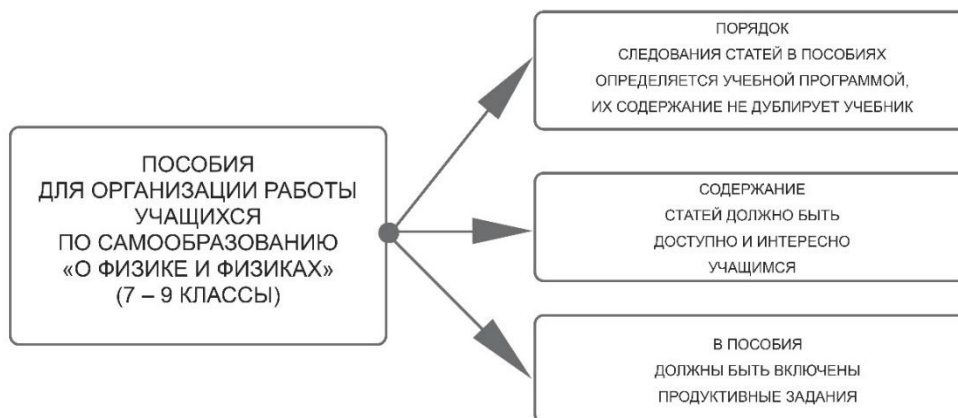 ПОСОБИЯ
ДЛЯ ОРГАНИЗАЦИИ РАБОТЫ
УЧАЩИХСЯ
ПО САМООБРАЗОВАНИЮ
«О ФИЗИКЕ И ФИЗИКАХ»
(7 – 9 КЛАССЫ)
ПОРЯДОК
СЛЕДОВАНИЯ СТАТЕЙ В ПОСОБИЯХ
ОПРЕДЕЛЯЕТСЯ УЧЕБНОЙ ПРОГРАММОЙ,
ИХ СОДЕРЖАНИЕ НЕ ДУБЛИРУЕТ УЧЕБНИК
СОДЕРЖАНИЕ
СТАТЕЙ ДОЛЖНО БЫТЬ
ДОСТУПНО И ИНТЕРЕСНО
УЧАЩИМСЯ
В ПОСОБИЯ
ДОЛЖНЫ БЫТЬ ВКЛЮЧЕНЫ
ПРОДУКТИВНЫЕ ЗАДАНИЯ